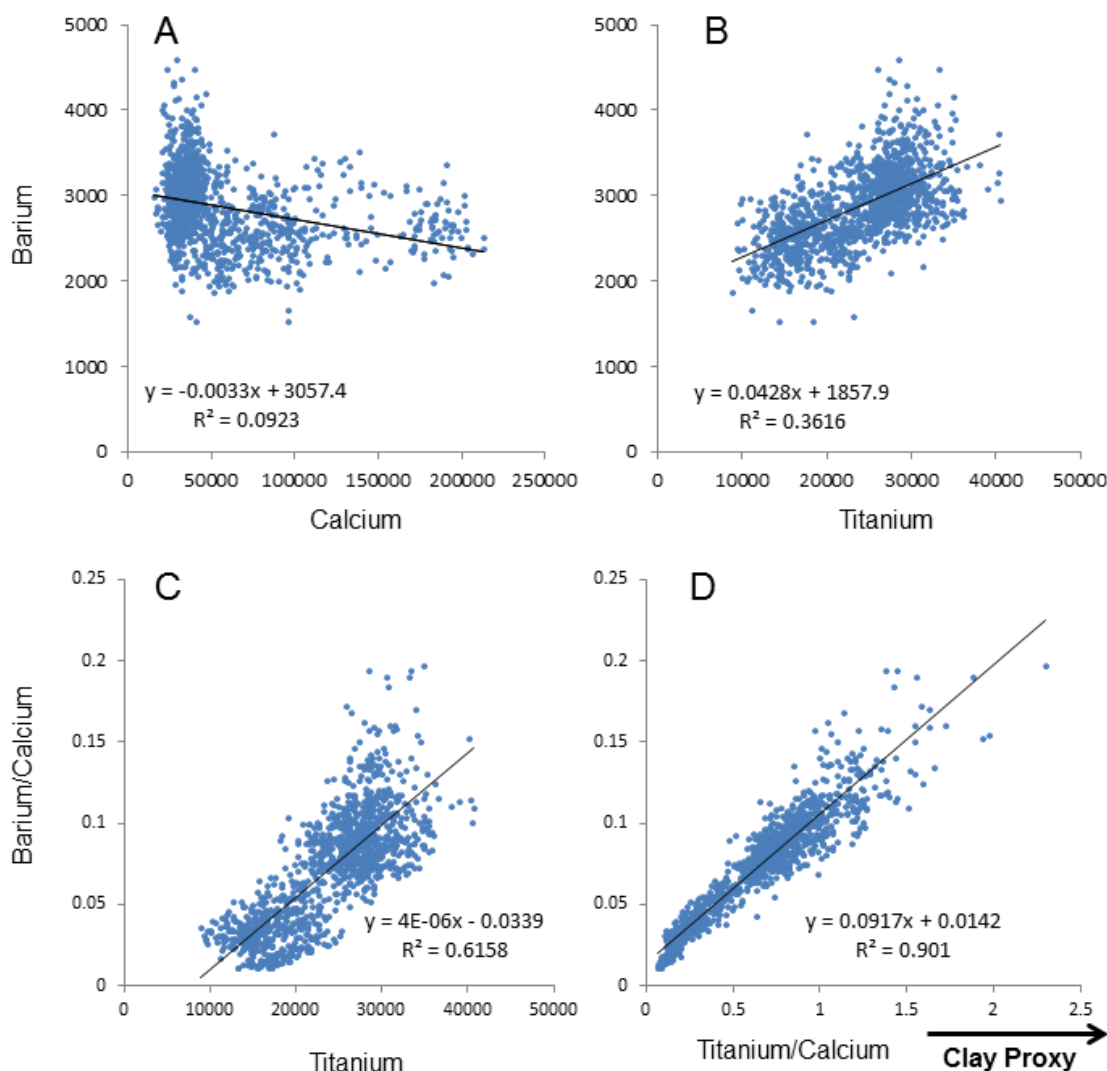 A
5000
4000
3000
2000
1000
0
Barium
y = -0.0033x + 3057.4
R² = 0.0923
0 50000 100000 150000 200000 250000
Calcium
B
5000
4000
3000
2000
1000
0
y = 0.0428x + 1857.9
R² = 0.3616
0 10000 20000 30000 40000 50000
Titanium
C
0.25
0.2
0.15
0.1
0.05
0
Barium/Calcium
y = 4E-06x - 0.0339
R² = 0.6158
0 10000 20000 30000 40000 50000
Titanium
D
0.25
0.2
0.15
0.1
0.05
0
y = 0.0917x + 0.0142
R² = 0.901
0 0.5 1 1.5 2 2.5
Titanium/Calcium
Clay Proxy